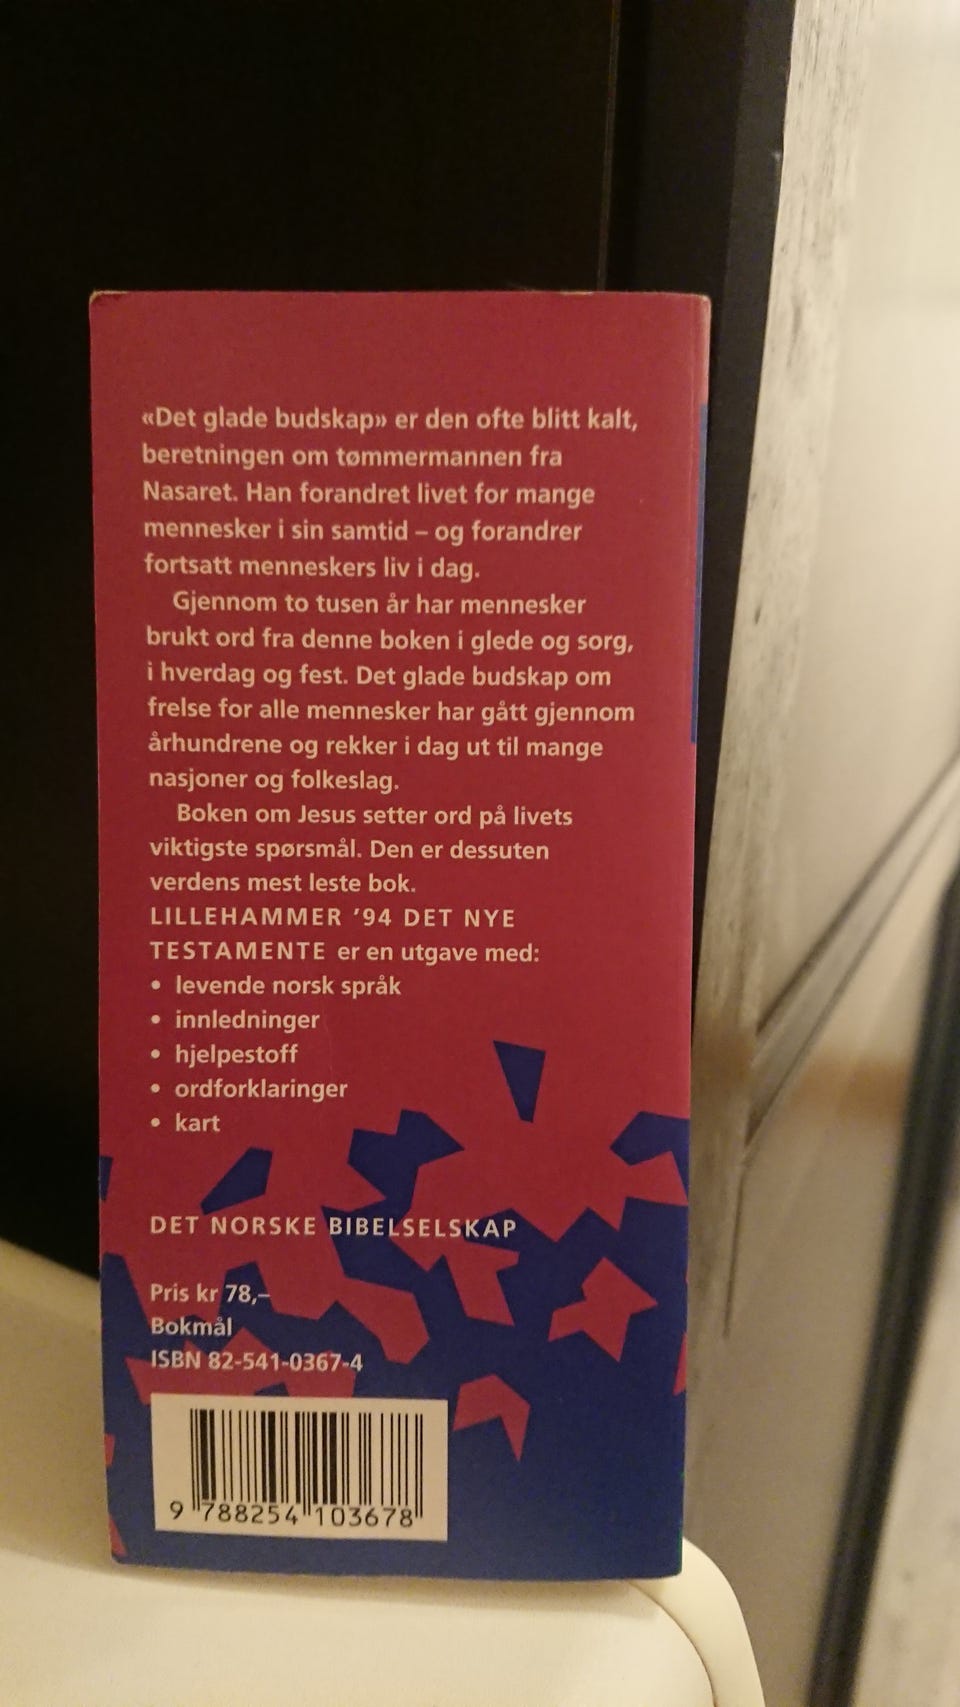 «Det glade budskap» er den ofte blitt kalt,
beretningen om tømmermannen fra
Nasaret. Han forandret livet for mange
mennesker i sin samtid – og forandrer
fortsatt menneskers liv i dag.
Gjennom to tusen år har mennesker
brukt ord fra denne boken i glede og sorg,
i hverdag og fest. Det glade budskap om
frelse for alle mennesker har gått gjennom
århundrene og rekker i dag ut til mange
nasjoner og folkeslag.
Boken om Jesus setter ord på livets
viktigste spørsmål. Den er dessuten
verdens mest leste bok.
LILLEHAMMER '94 DET NYE
TESTAMENTE er en utgave med:
• levende norsk språk
• innledninger
• hjelpestoff
• ordforklaringer
• kart
DET NORSKE BIBELSELSKAP
Pris kr 78,–
Bokmål
ISBN 82-541-0367-4
9 788254 103678